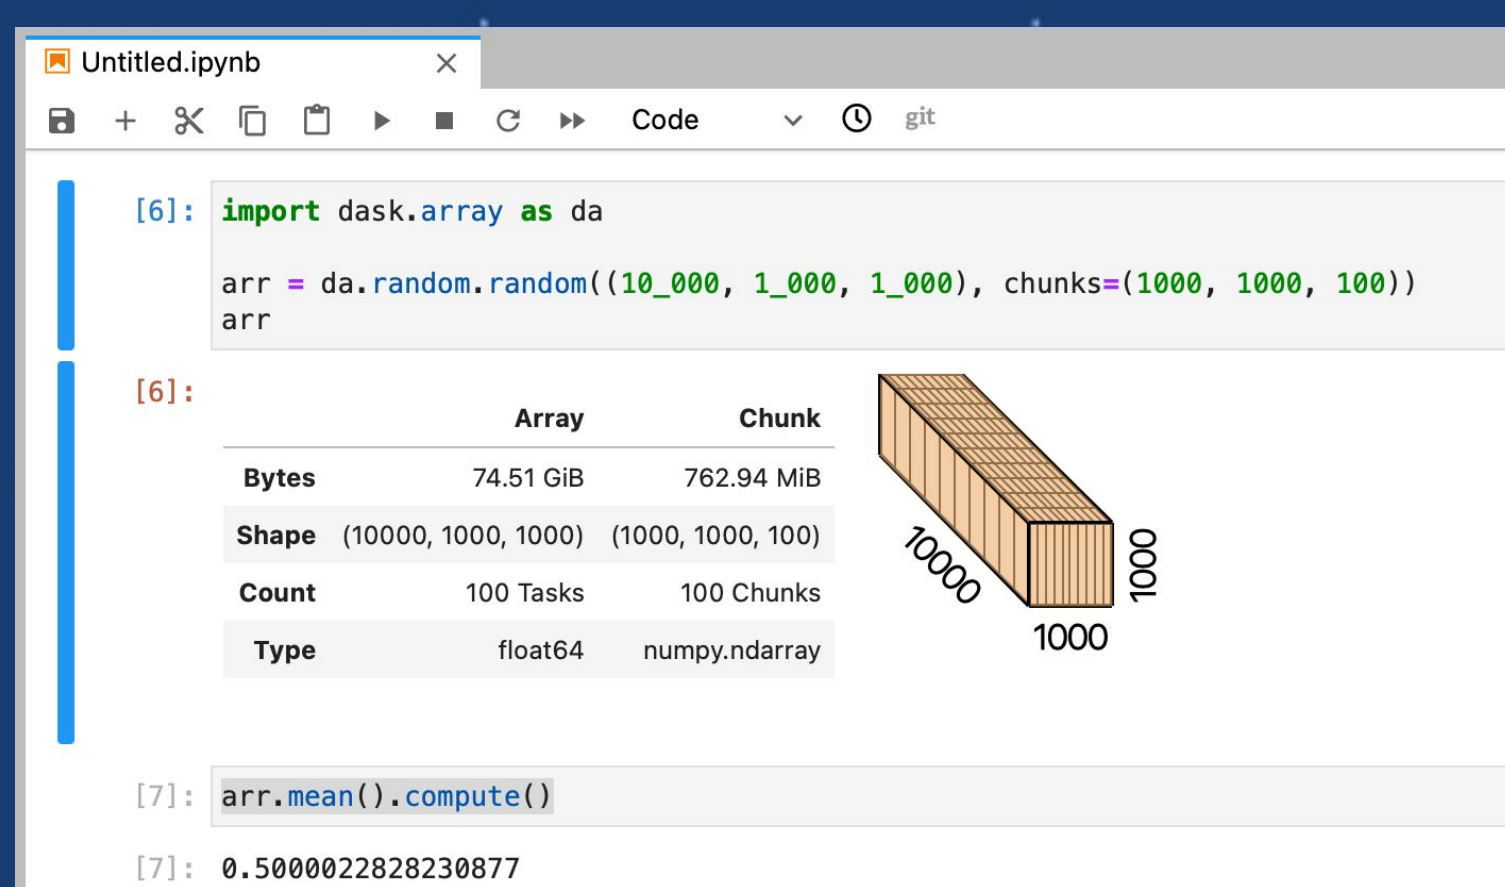 Untitled.ipynb
Code git
[6]: import dask.array as da
arr = da.random.random((10_000, 1_000, 1_000), chunks=(1000, 1000, 100))
arr
[6]:
Array Chunk
Bytes 74.51 GiB 762.94 MiB
Shape (10000, 1000, 1000) (1000, 1000, 100)
Count 100 Tasks 100 Chunks
Type float64 numpy.ndarray
10000
1000
1000
[7]: arr.mean().compute()
[7]: 0.5000022828230877